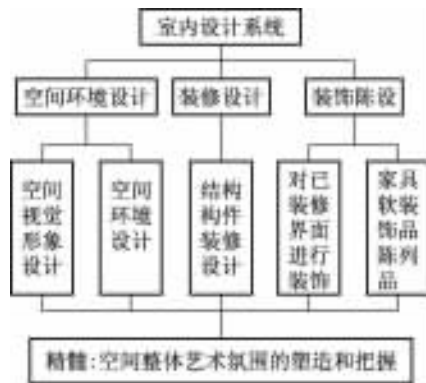 室内设计系统
空间环境设计
装修设计
装饰陈设
空间
视觉
形象
设计
空间
环境
设计
结构
构件
装修
设计
对已
装修
界面
进行
装饰
家具
软装
饰品
陈列
品
精髓:空间整体艺术氛围的塑造和把握